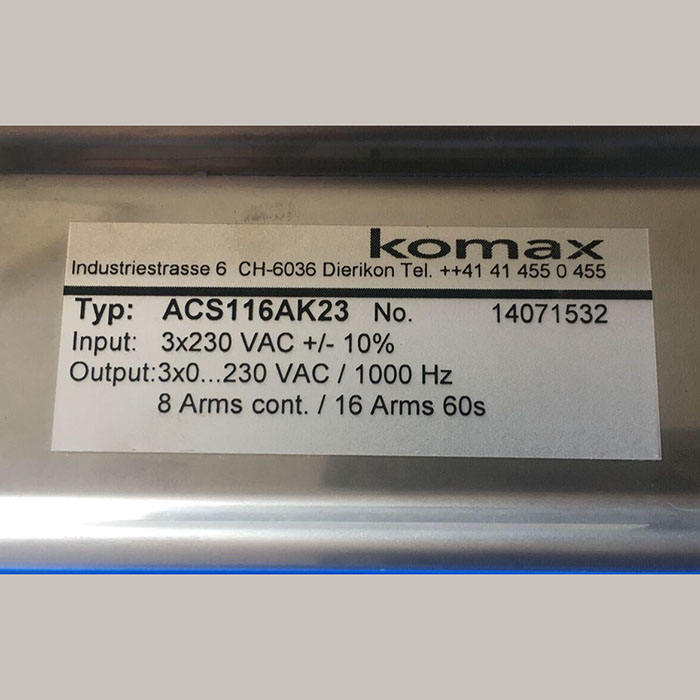 komax
Industriestrasse 6 CH-6036 Dierikon Tel. ++41 41 455 0 455
Typ: ACS116AK23 No. 14071532
Input: 3x230 VAC +/- 10%
Output:3x0...230 VAC / 1000 Hz
8 Arms cont. / 16 Arms 60s